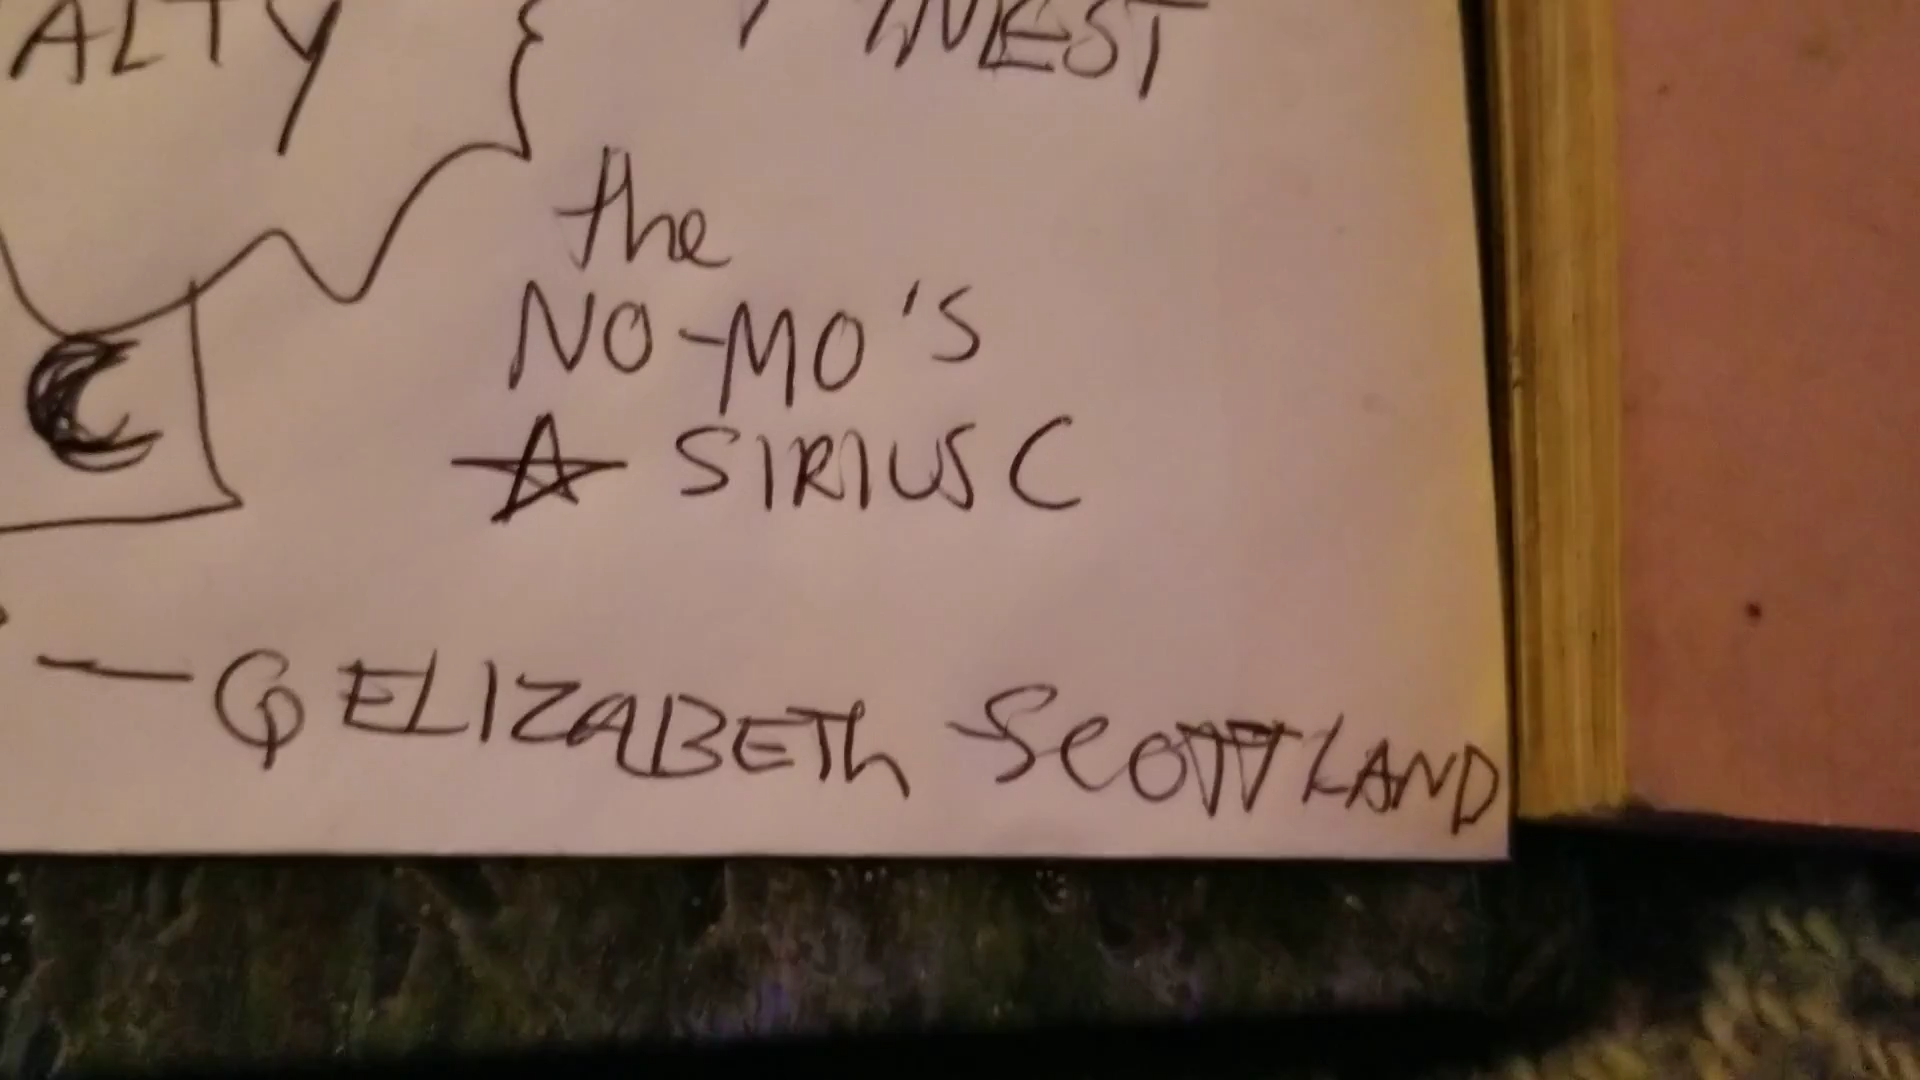 ALTY
INEST
the
NO-MO'S
SIRIUS C
— Q ELIZABETH SCOTTLAND